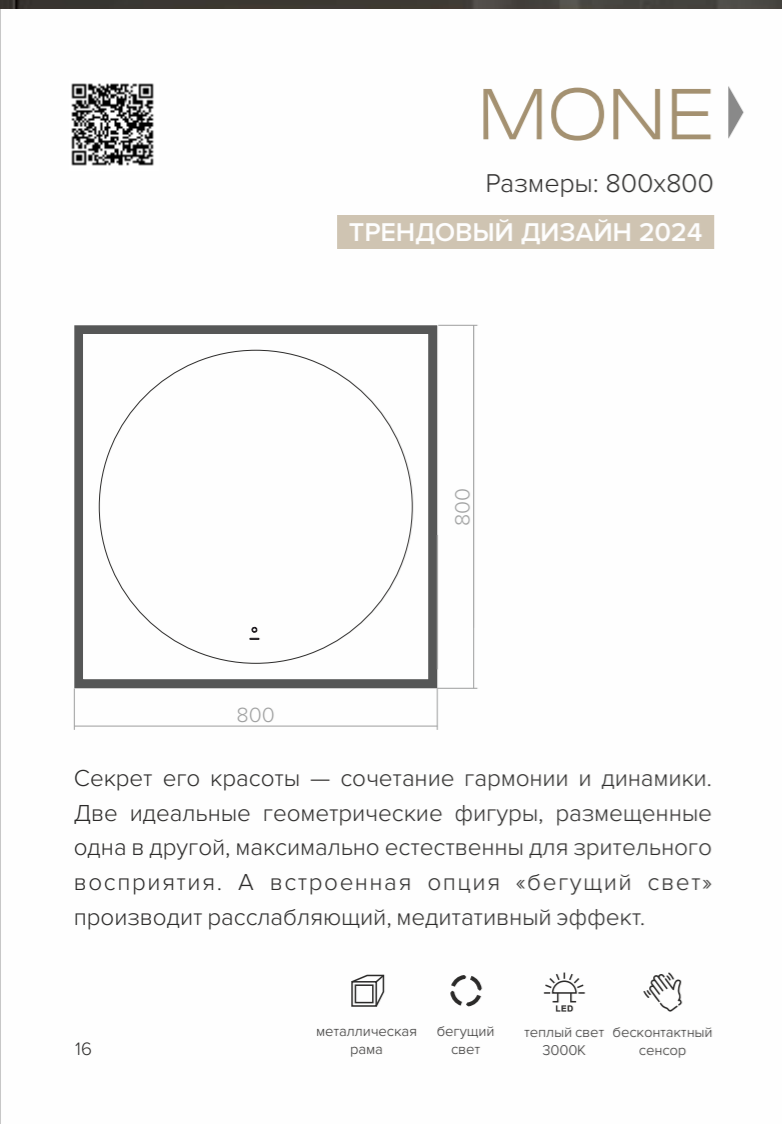 MONE
Размеры: 800x800
ТРЕНДОВЫЙ ДИЗАЙН 2024
800
800
Секрет его красоты — сочетание гармонии и динамики.
Две идеальные геометрические фигуры, размещенные
одна в другой, максимально естественны для зрительного
восприятия. А встроенная опция «бегущий свет»
производит расслабляющий, медитативный эффект.
LED
металлическая
рама
бегущий
свет
теплый свет
3000К
бесконтактный
сенсор
16